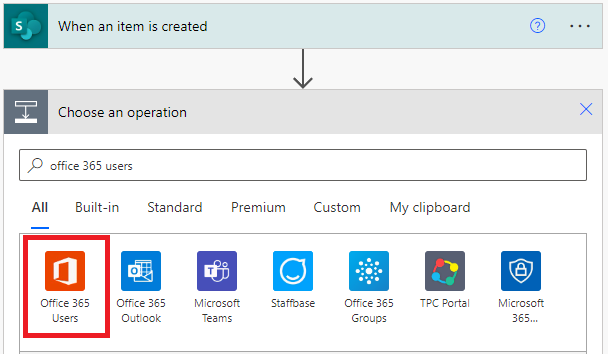 When an item is created
Choose an operation
office 365 users
All Built-in Standard Premium Custom My clipboard
Office 365 Office 365 Microsoft Staffbase Office 365 TPC Portal Microsoft
Users Outlook Teams Groups 365...